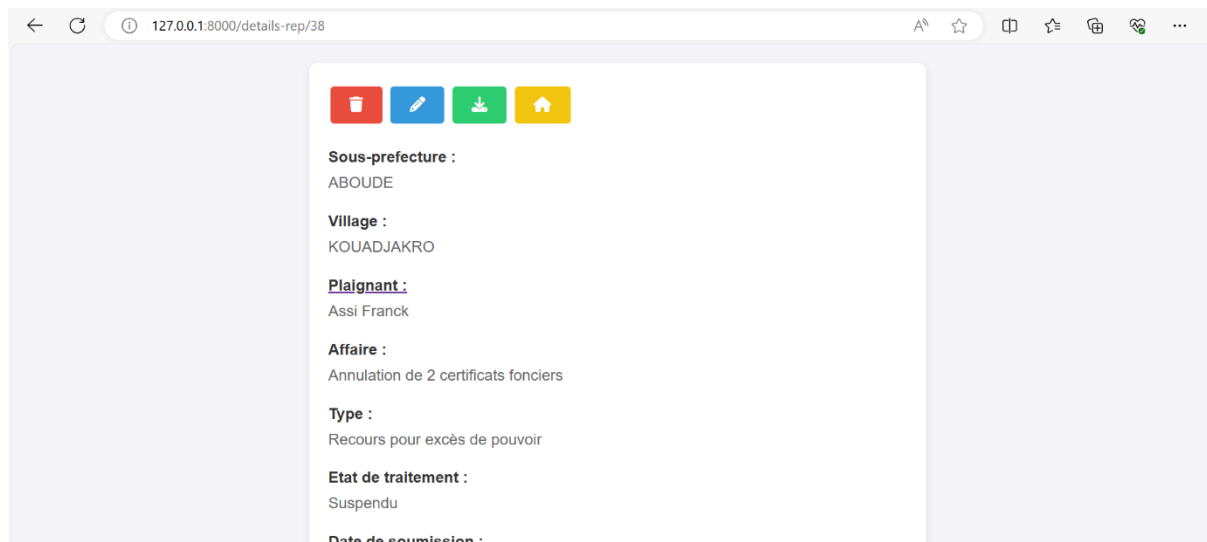 127.0.0.1:8000/details-rep/38
Sous-prefecture :
ABOUDE
Village :
KOUADJAKRO
Plaignant :
Assi Franck
Affaire :
Annulation de 2 certificats fonciers
Type :
Recours pour excès de pouvoir
Etat de traitement :
Suspendu
Date de soumission :